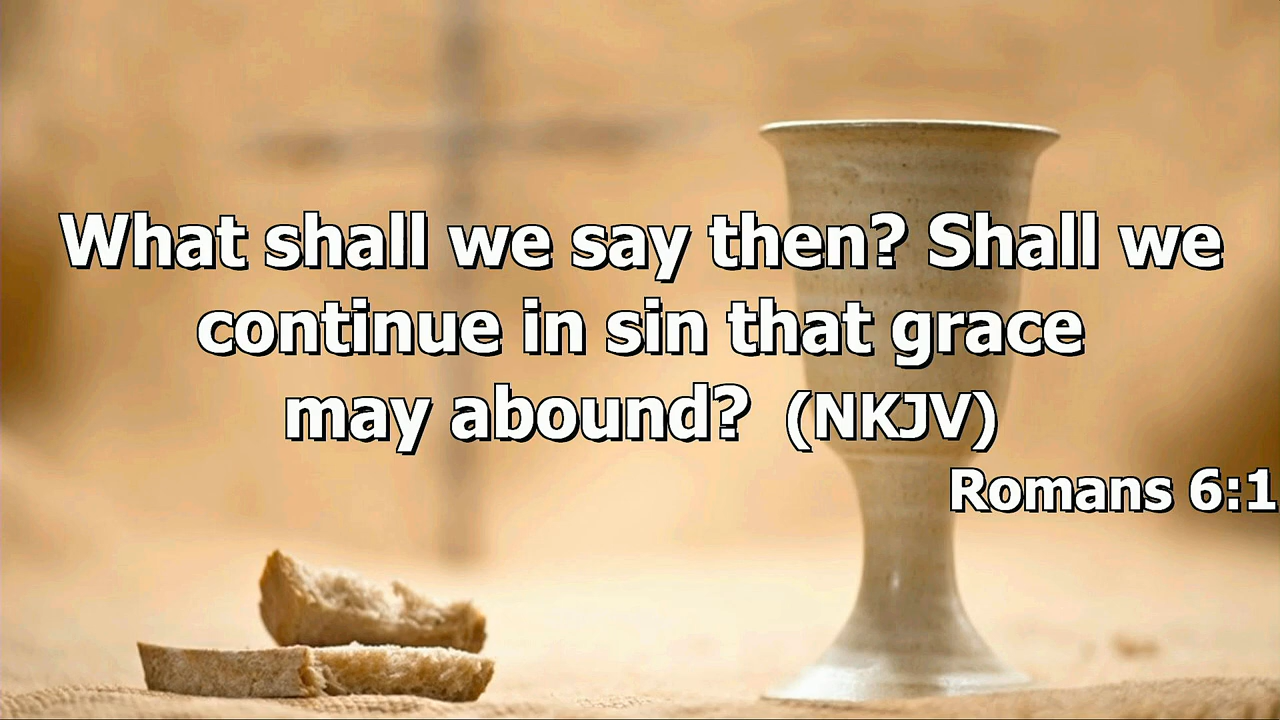 What shall we say then? Shall we
continue in sin that grace
may abound? (NKJV)
Romans 6:1